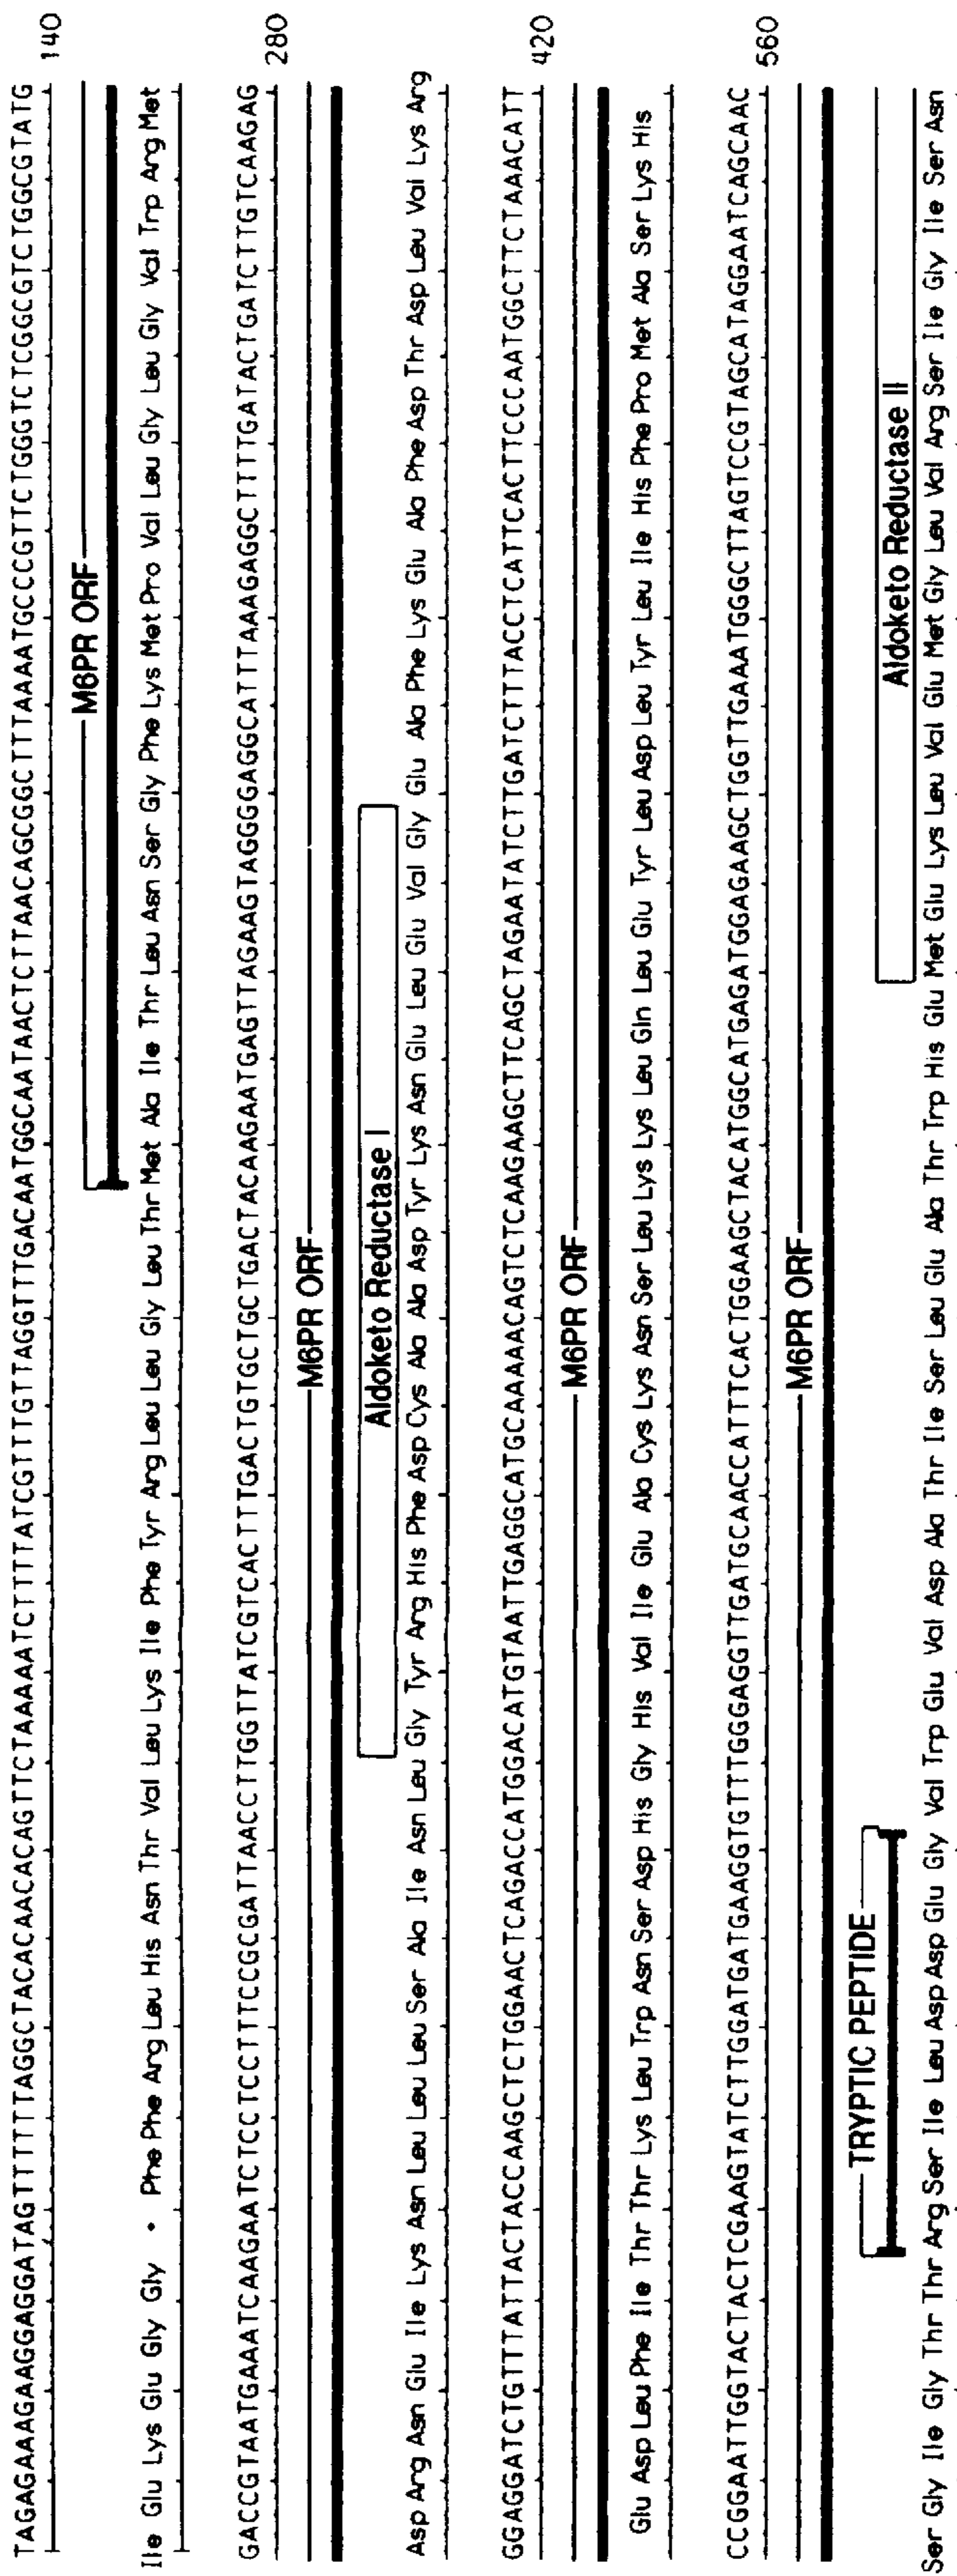 TAGAGAAAGAAGGAGGATAGTTTTTTAGGCTACACAACACAGTTCTAAAAATCTTTTATCGTTTGTTAGGTTTGACAATGGCAATAACTCTTAACAGCGGCTTTAAAATGCCCGTTCTGGGTCTCGGCGTCTGGCGTATG 140
M6PR ORF
Ile Glu Lys Glu Gly Gly • Phe Phe Arg Leu His Asn Thr Val Leu Lys Ile Phe Tyr Arg Leu Leu Gly Leu Thr Met Ala Ile Thr Leu Asn Ser Gly Phe Lys Met Pro Val Leu Gly Leu Gly Val Trp Arg Met
GACCGTAATGAAATCAAGAATCTCCTCCTTTCCGCGATTAACCTTGGTTATCGTCACTTTGACTGTGCTGCTGACTACAAGAATGAGTTAGAAGTAGGGGAGGCATTTAAAGAGGCTTTTGATACTGATCTTGTCAAGAG 280
M6PR ORF
Aldoketo Reductase I
Asp Arg Asn Glu Ile Lys Asn Leu Leu Leu Ser Ala Ile Asn Leu Gly Tyr Arg His Phe Asp Cys Ala Ala Asp Tyr Lys Asn Glu Leu Glu Val Gly Glu Ala Phe Lys Glu Ala Phe Asp Thr Asp Leu Val Lys Arg
GGAGGATCTGTTTATTACTACCAAGCTCTGGAACTCAGACCATGGACATGTAATTGAGGCATGCAAAAACAGTCTCAAGAAGCTTCAGCTAGAATATCTTGATCTTTACCTCATTCACTTCCCAATGGCTTCTAAACATT 420
M6PR ORF
Glu Asp Leu Phe Ile Thr Thr Lys Leu Trp Asn Ser Asp His Gly His Val Ile Glu Ala Cys Lys Asn Ser Leu Lys Lys Leu Gln Leu Glu Tyr Leu Asp Leu Tyr Leu Ile His Phe Pro Met Ala Ser Lys His
CCGGAATTGGTACTACTCGAAGTATCTTGGATGATGAAGGTGTTTGGGAGGTTGATGCAACCATTTCACTGGAAGCTACATGGCATGAGATGGAGAAGCTGGTTGAAATGGGCTTAGTCCGTAGCATAGGAATCAGCAAC 560
M6PR ORF
TRYPTIC PEPTIDE
Aldoketo Reductase II
Ser Gly Ile Gly Thr Thr Arg Ser Ile Leu Asp Asp Glu Gly Val Trp Glu Val Asp Ala Thr Ile Ser Leu Glu Ala Thr Trp His Glu Met Glu Lys Leu Val Glu Met Gly Leu Val Arg Ser Ile Gly Ile Ser Asn